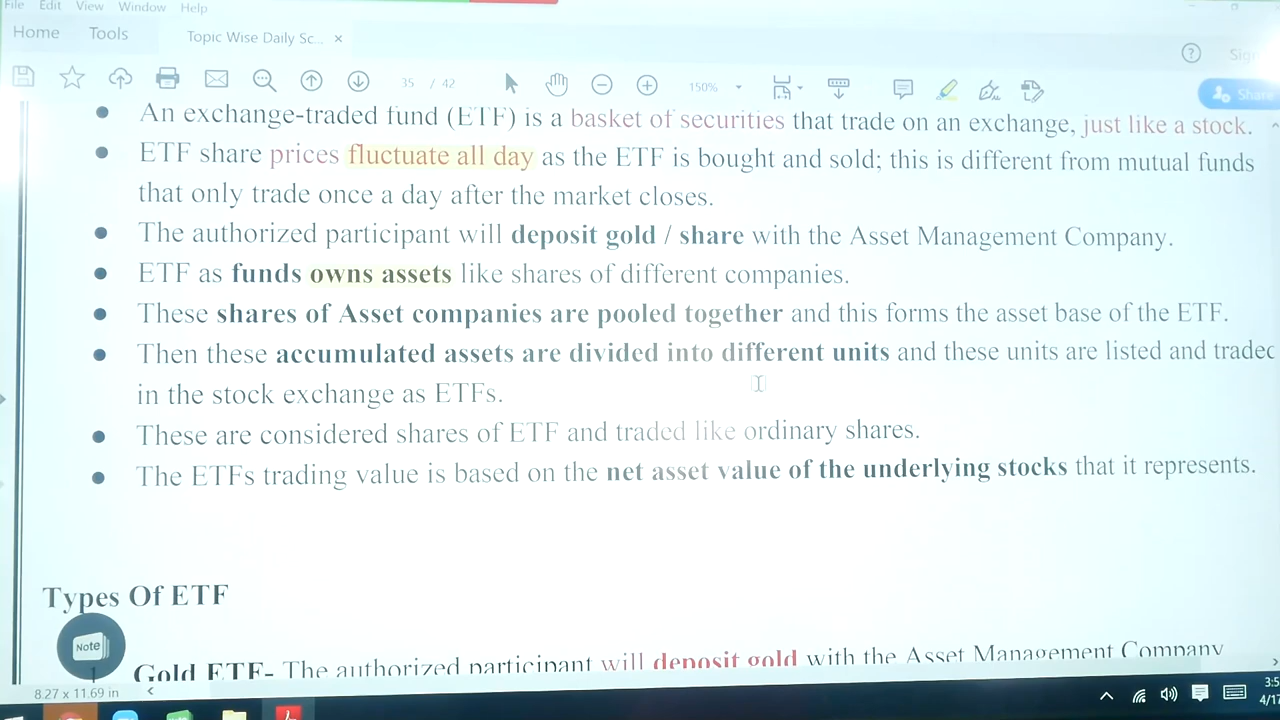 File Edit View Window Help
Home Tools Topic Wise Daily Sc... ×
35 / 42 150% Share
● An exchange-traded fund (ETF) is a basket of securities that trade on an exchange, just like a stock.
● ETF share prices fluctuate all day as the ETF is bought and sold; this is different from mutual funds
that only trade once a day after the market closes.
● The authorized participant will deposit gold / share with the Asset Management Company.
● ETF as funds owns assets like shares of different companies.
● These shares of Asset companies are pooled together and this forms the asset base of the ETF.
● Then these accumulated assets are divided into different units and these units are listed and traded
in the stock exchange as ETFs.
● These are considered shares of ETF and traded like ordinary shares.
● The ETFs trading value is based on the net asset value of the underlying stocks that it represents.
Types Of ETF
Note
Gold ETF- The authorized participant will deposit gold with the Asset Management Company
8.27 x 11.69 in
3:5
4/17